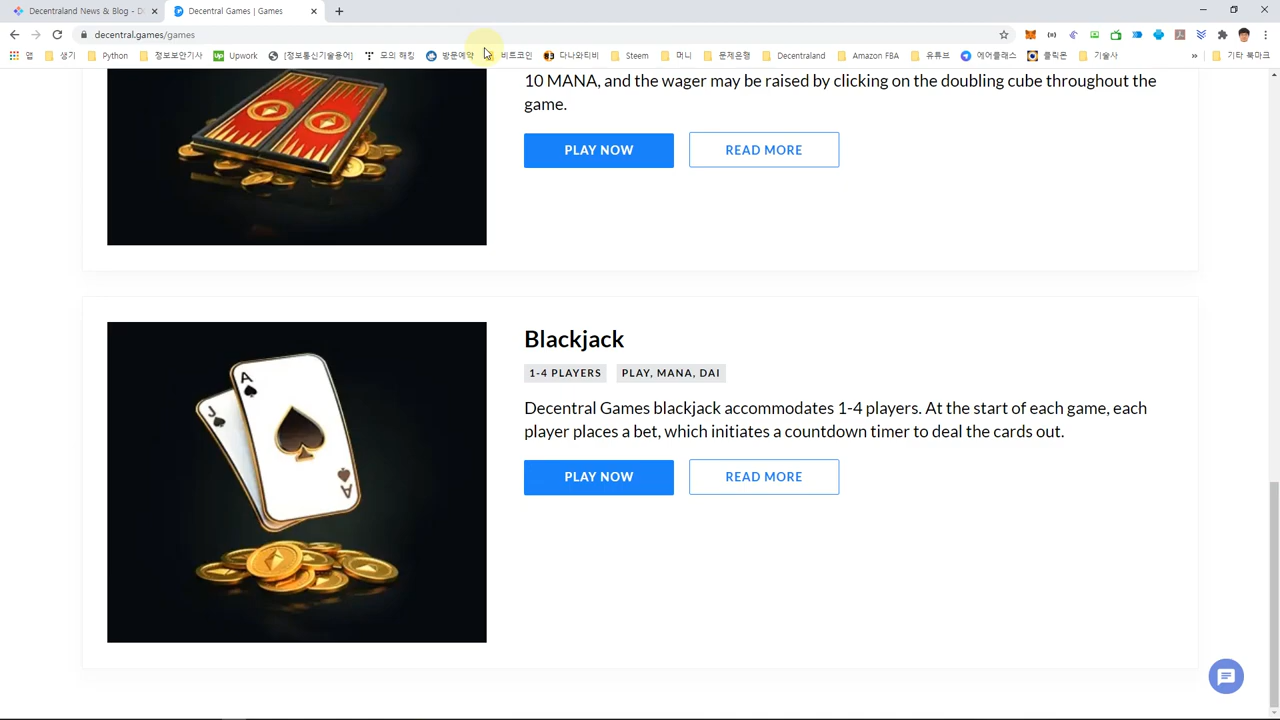 Decentraland News & Blog - D
Decentral Games | Games
decentral.games/games
앱
생기
Python
정보보안기사
Up
Upwork
[정보통신기술용어]
모의 해킹
방문예약
비트코인
다나와티비
Steem
머니
문제은행
Decentraland
Amazon FBA
유튜브
에어클래스
클릭몬
기술사
»
기타 북마크
10 MANA, and the wager may be raised by clicking on the doubling cube throughout the
game.
PLAY NOW
READ MORE
J
A
A
Blackjack
1-4 PLAYERS
PLAY, MANA, DAI
Decentral Games blackjack accommodates 1-4 players. At the start of each game, each
player places a bet, which initiates a countdown timer to deal the cards out.
PLAY NOW
READ MORE